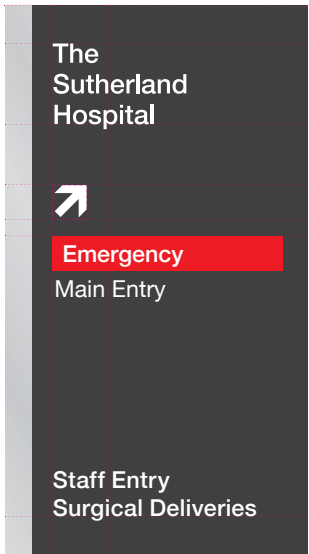 The
Sutherland
Hospital
Emergency
Main Entry
Staff Entry
Surgical Deliveries